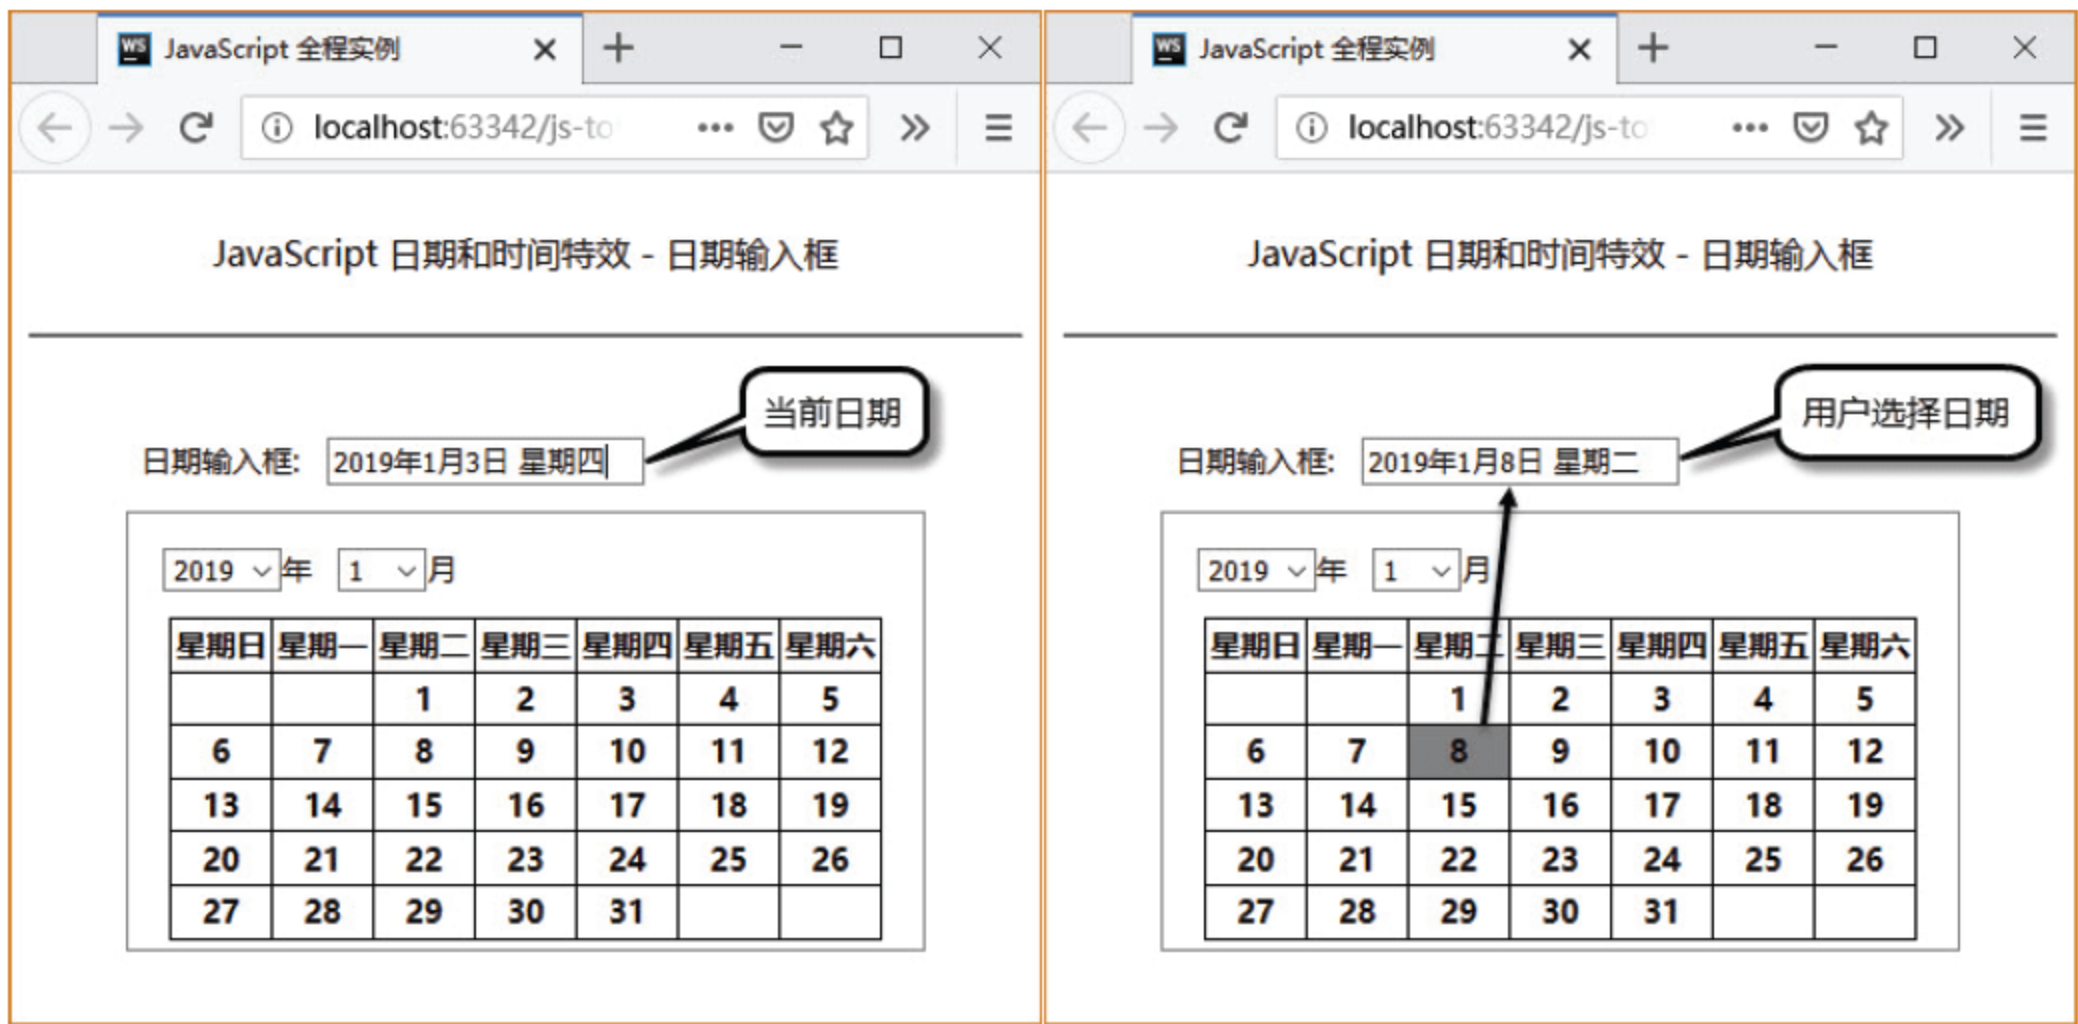 JavaScript 全程实例
localhost:63342/js-to
JavaScript 日期和时间特效 - 日期输入框
当前日期
日期输入框: 2019年1月3日 星期四
2019 年 1 月
星期日 星期一 星期二 星期三 星期四 星期五 星期六
1 2 3 4 5
6 7 8 9 10 11 12
13 14 15 16 17 18 19
20 21 22 23 24 25 26
27 28 29 30 31
JavaScript 全程实例
localhost:63342/js-to
JavaScript 日期和时间特效 - 日期输入框
用户选择日期
日期输入框: 2019年1月8日 星期二
2019 年 1 月
星期日 星期一 星期二 星期三 星期四 星期五 星期六
1 2 3 4 5
6 7 8 9 10 11 12
13 14 15 16 17 18 19
20 21 22 23 24 25 26
27 28 29 30 31